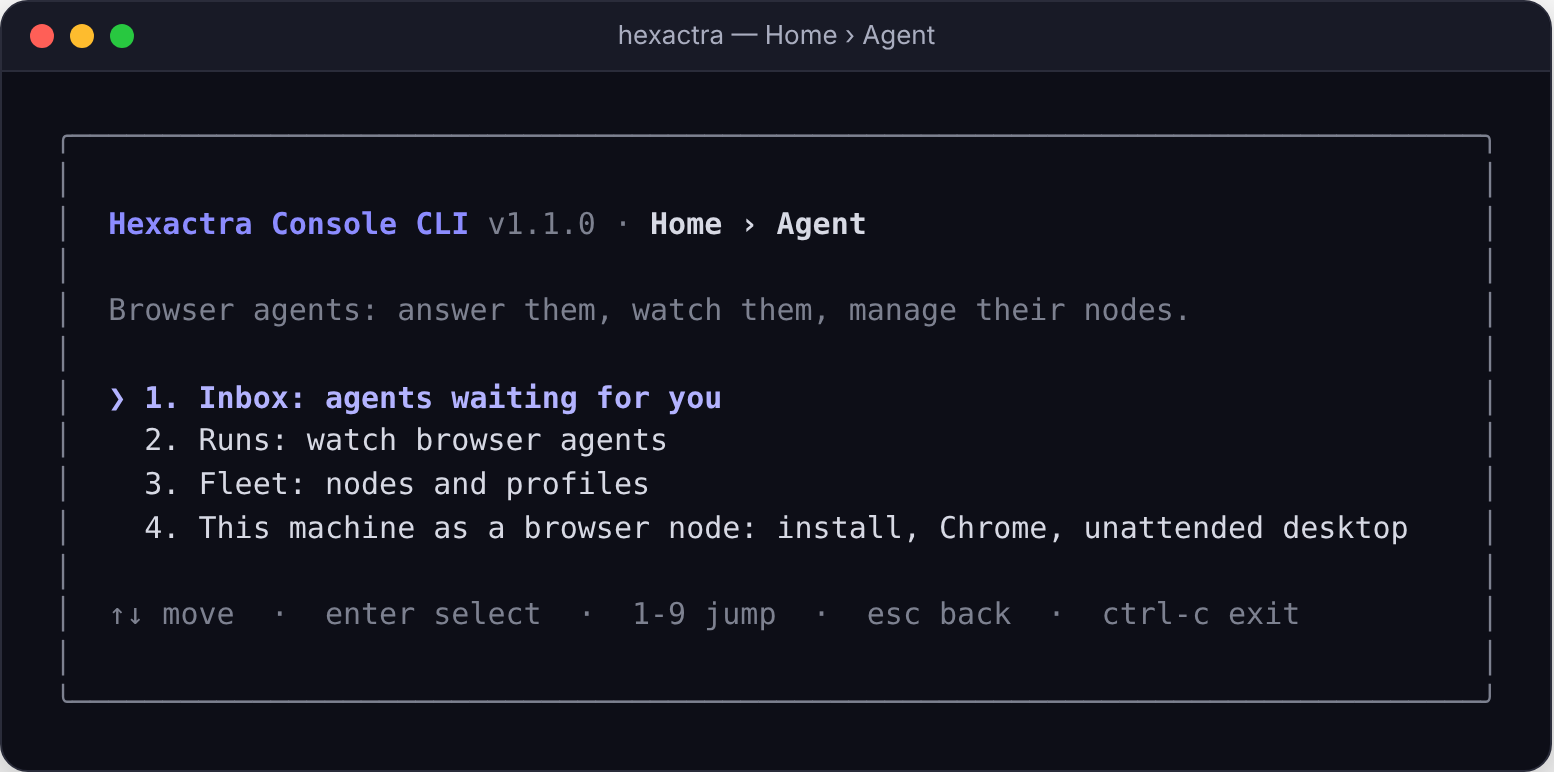 hexactra — Home › Agent
Hexactra Console CLI v1.1.0 · Home › Agent
Browser agents: answer them, watch them, manage their nodes.
❯ 1. Inbox: agents waiting for you
2. Runs: watch browser agents
3. Fleet: nodes and profiles
4. This machine as a browser node: install, Chrome, unattended desktop
↑↓ move · enter select · 1-9 jump · esc back · ctrl-c exit